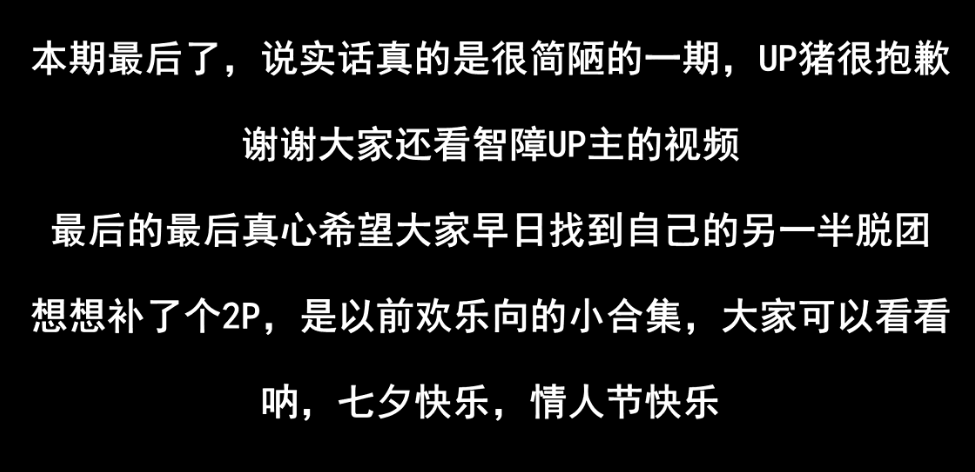 本期最后了，说实话真的是很简陋的一期，UP猪很抱歉
谢谢大家还看智障UP主的视频
最后的最后真心希望大家早日找到自己的另一半脱团
想想补了个2P，是以前欢乐向的小合集，大家可以看看
呐，七夕快乐，情人节快乐